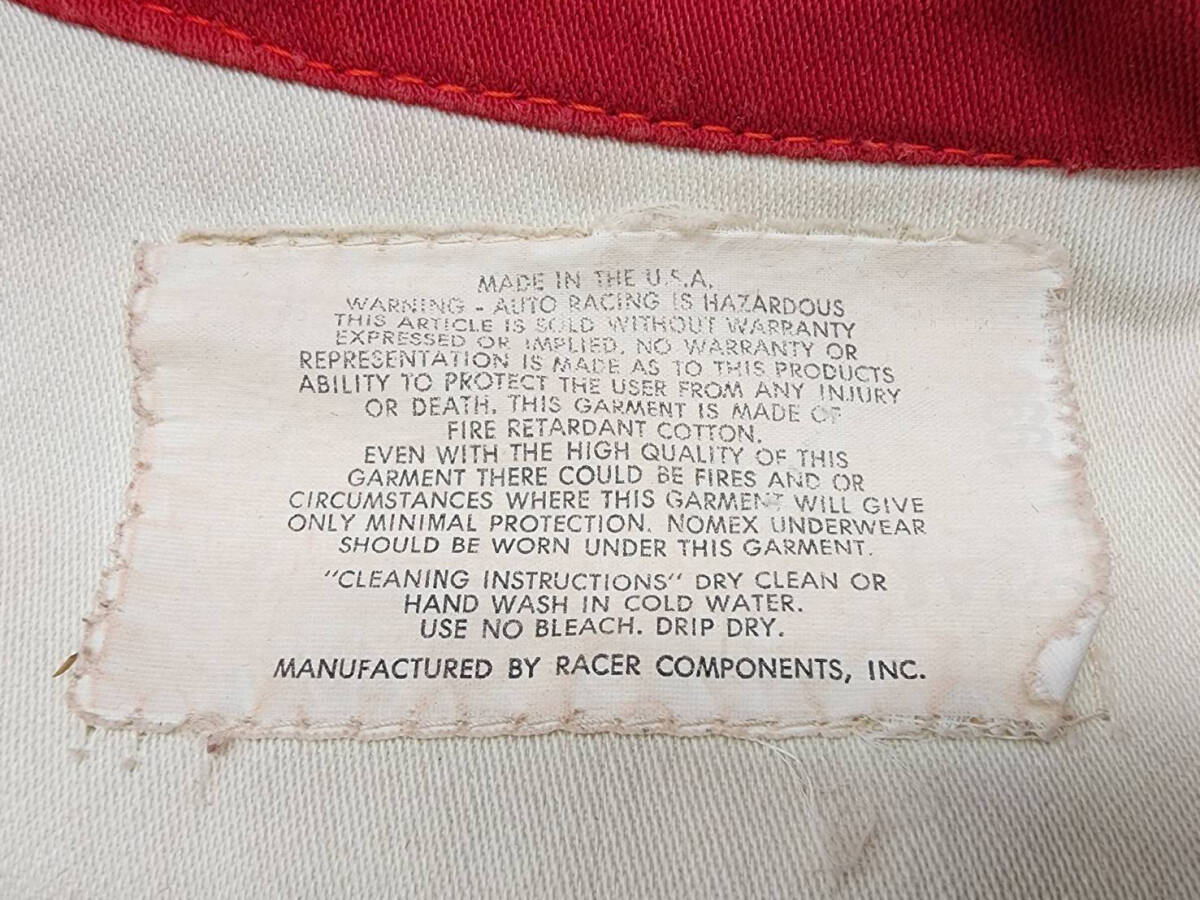 MADE IN THE U.S.A.
WARNING - AUTO RACING IS HAZARDOUS
THIS ARTICLE IS SOLD WITHOUT WARRANTY
EXPRESSED OR IMPLIED. NO WARRANTY OR
REPRESENTATION IS MADE AS TO THIS PRODUCTS
ABILITY TO PROTECT THE USER FROM ANY INJURY
OR DEATH. THIS GARMENT IS MADE OF
FIRE RETARDANT COTTON.
EVEN WITH THE HIGH QUALITY OF THIS
GARMENT THERE COULD BE FIRES AND OR
CIRCUMSTANCES WHERE THIS GARMENT WILL GIVE
ONLY MINIMAL PROTECTION. NOMEX UNDERWEAR
SHOULD BE WORN UNDER THIS GARMENT.
"CLEANING INSTRUCTIONS" DRY CLEAN OR
HAND WASH IN COLD WATER.
USE NO BLEACH. DRIP DRY.
MANUFACTURED BY RACER COMPONENTS, INC.